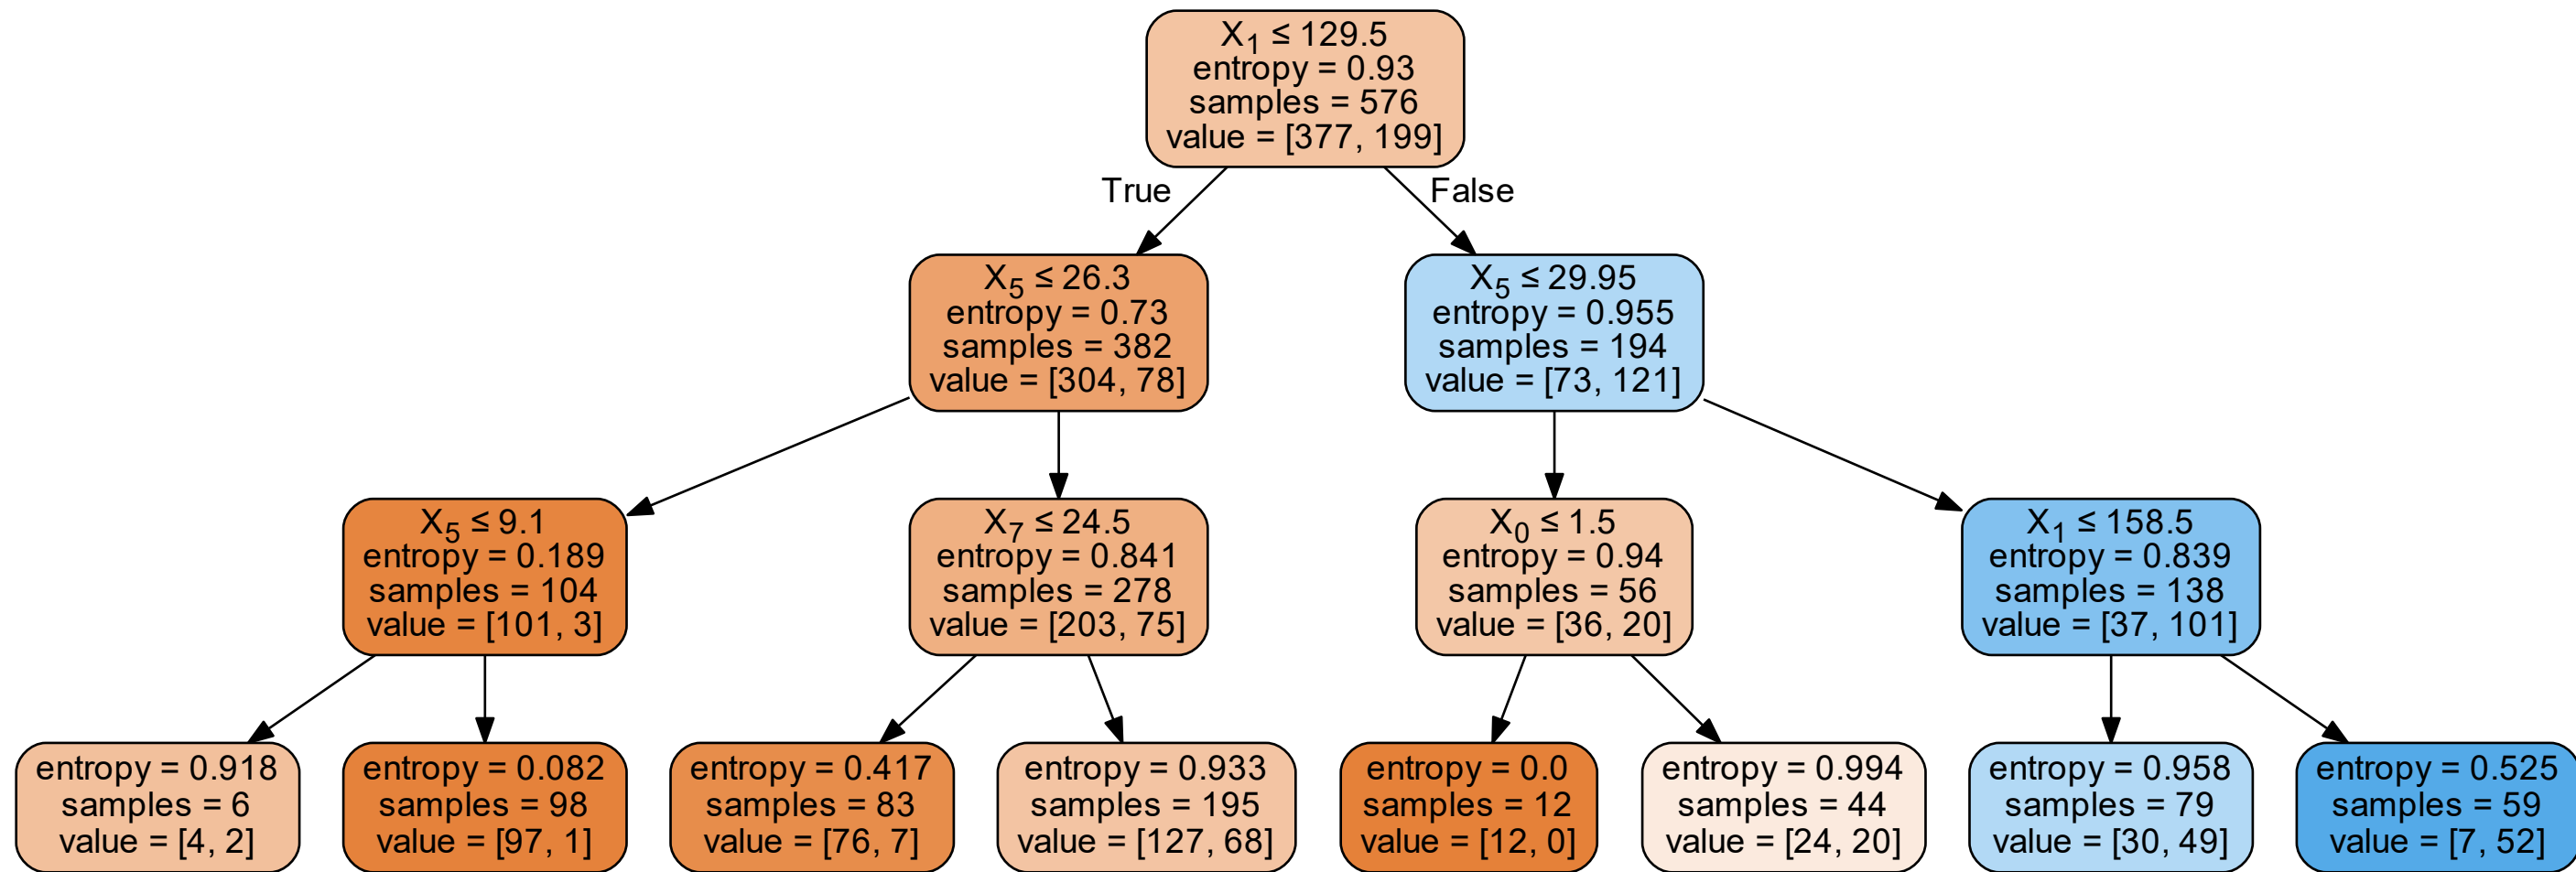 X₁ ≤ 129.5
entropy = 0.93
samples = 576
value = [377, 199]
True
False
X₅ ≤ 26.3
entropy = 0.73
samples = 382
value = [304, 78]
X₅ ≤ 29.95
entropy = 0.955
samples = 194
value = [73, 121]
X₅ ≤ 9.1
entropy = 0.189
samples = 104
value = [101, 3]
X₇ ≤ 24.5
entropy = 0.841
samples = 278
value = [203, 75]
X₀ ≤ 1.5
entropy = 0.94
samples = 56
value = [36, 20]
X₁ ≤ 158.5
entropy = 0.839
samples = 138
value = [37, 101]
entropy = 0.918
samples = 6
value = [4, 2]
entropy = 0.082
samples = 98
value = [97, 1]
entropy = 0.417
samples = 83
value = [76, 7]
entropy = 0.933
samples = 195
value = [127, 68]
entropy = 0.0
samples = 12
value = [12, 0]
entropy = 0.994
samples = 44
value = [24, 20]
entropy = 0.958
samples = 79
value = [30, 49]
entropy = 0.525
samples = 59
value = [7, 52]